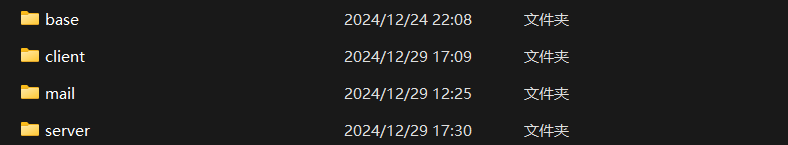 base 2024/12/24 22:08 文件夹
client 2024/12/29 17:09 文件夹
mail 2024/12/29 12:25 文件夹
server 2024/12/29 17:30 文件夹